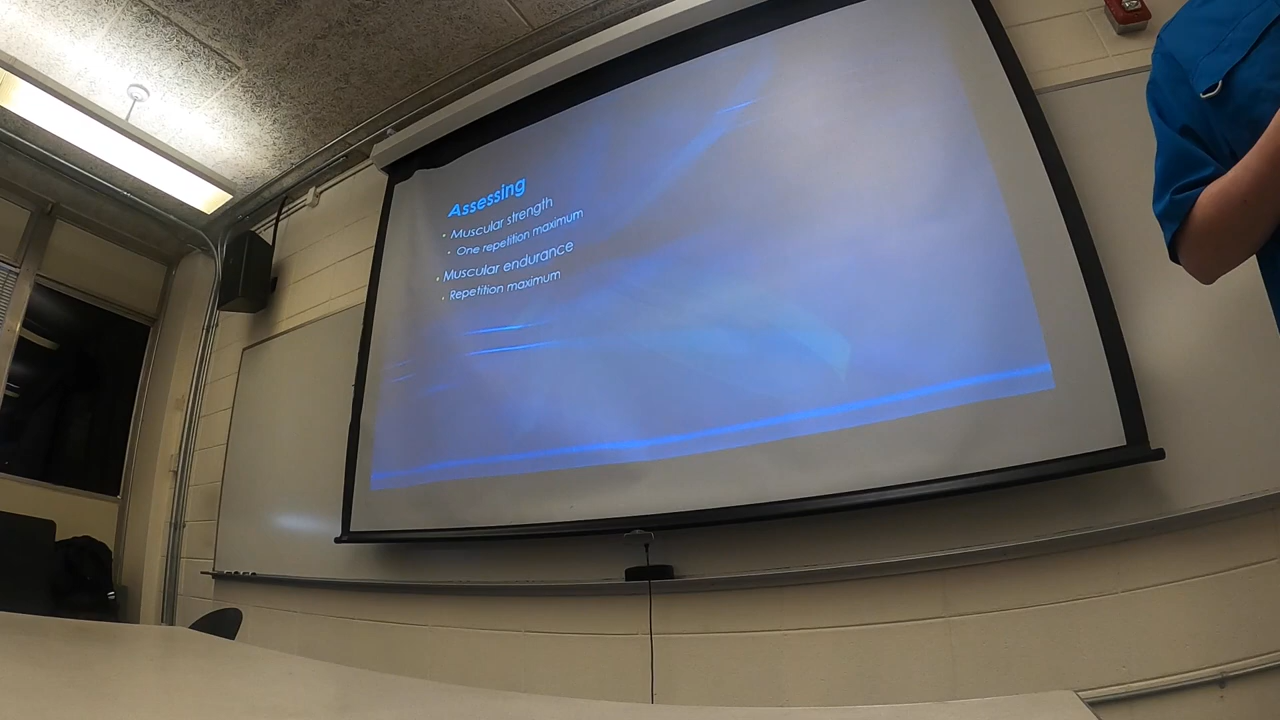 Assessing
• Muscular strength
• One repetition maximum
• Muscular endurance
• Repetition maximum